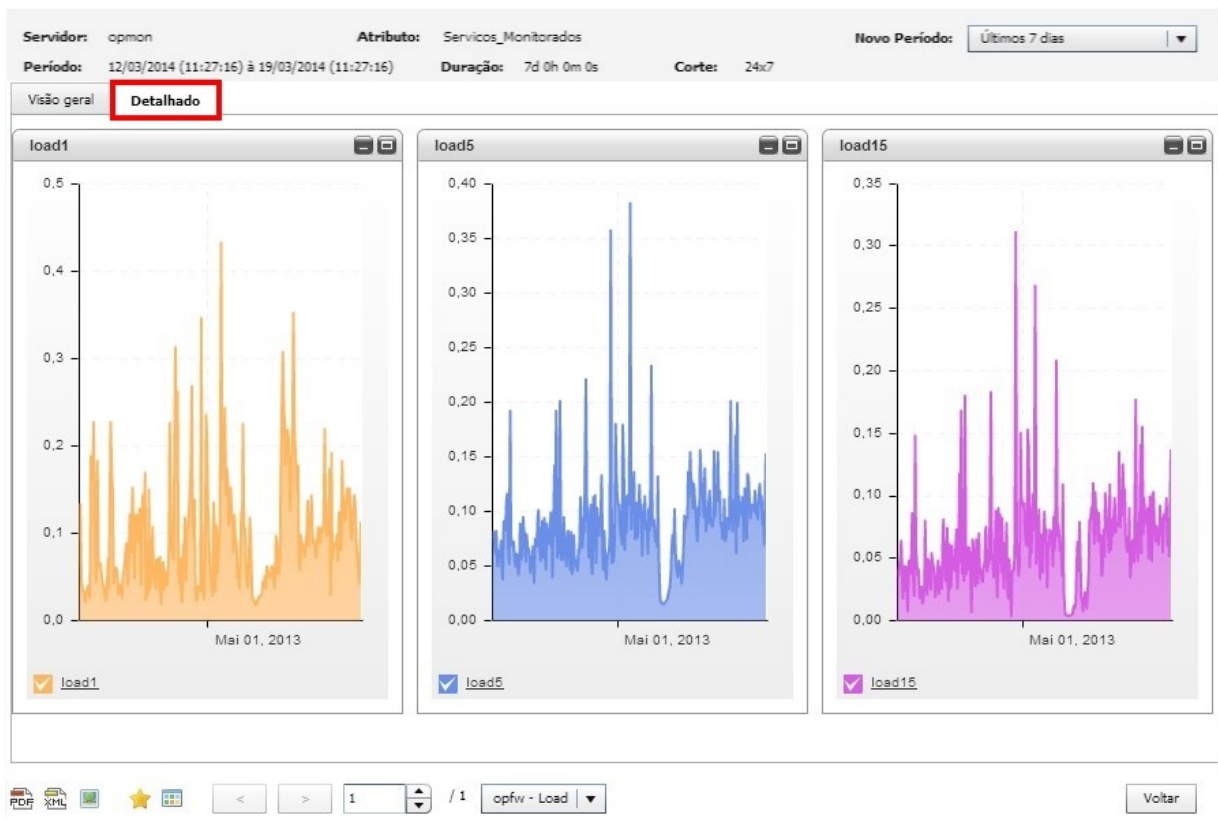 Servidor: opmon Atributo: Servicos_Monitorados Novo Período: Últimos 7 dias
Período: 12/03/2014 (11:27:16) à 19/03/2014 (11:27:16) Duração: 7d 0h 0m 0s Corte: 24x7
Visão geral Detalhado
load1
0,5
0,4
0,3
0,2
0,1
0,0
Mai 01, 2013
load1
load5
0,40
0,35
0,30
0,25
0,20
0,15
0,10
0,05
0,00
Mai 01, 2013
load5
load15
0,35
0,30
0,25
0,20
0,15
0,10
0,05
0,00
Mai 01, 2013
load15
PDF XML < > 1 / 1 opfw - Load Voltar